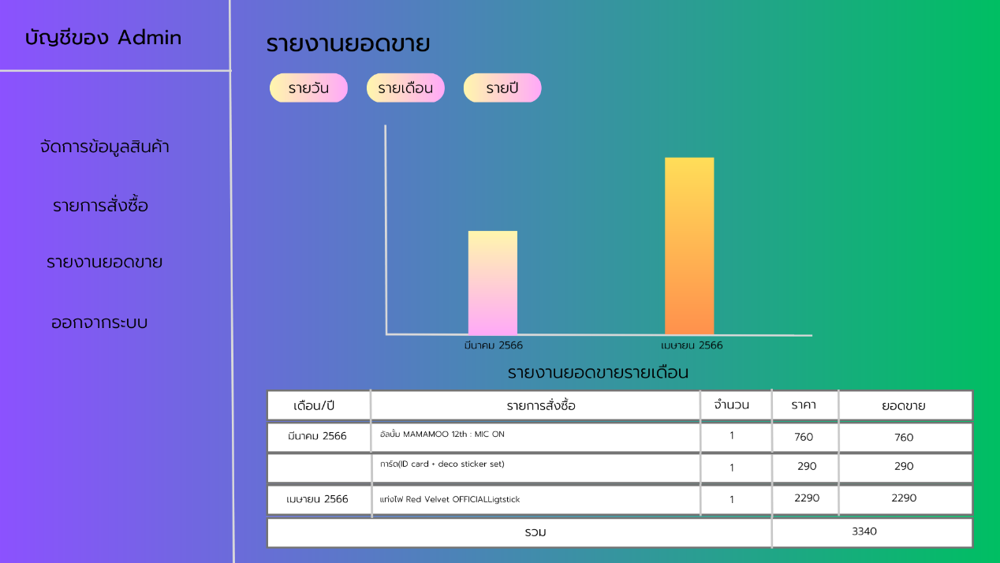 บัญชีของ Admin
จัดการข้อมูลสินค้า
รายการสั่งซื้อ
รายงานยอดขาย
ออกจากระบบ
รายงานยอดขาย
รายวัน รายเดือน รายปี
มีนาคม 2566 เมษายน 2566
รายงานยอดขายรายเดือน
เดือน/ปี รายการสั่งซื้อ จำนวน ราคา ยอดขาย
มีนาคม 2566 อัลบั้ม MAMAMOO 12th : MIC ON 1 760 760
การ์ด(ID card + deco sticker set) 1 290 290
เมษายน 2566 แท่งไฟ Red Velvet OFFICIALLigtstick 1 2290 2290
รวม 3340